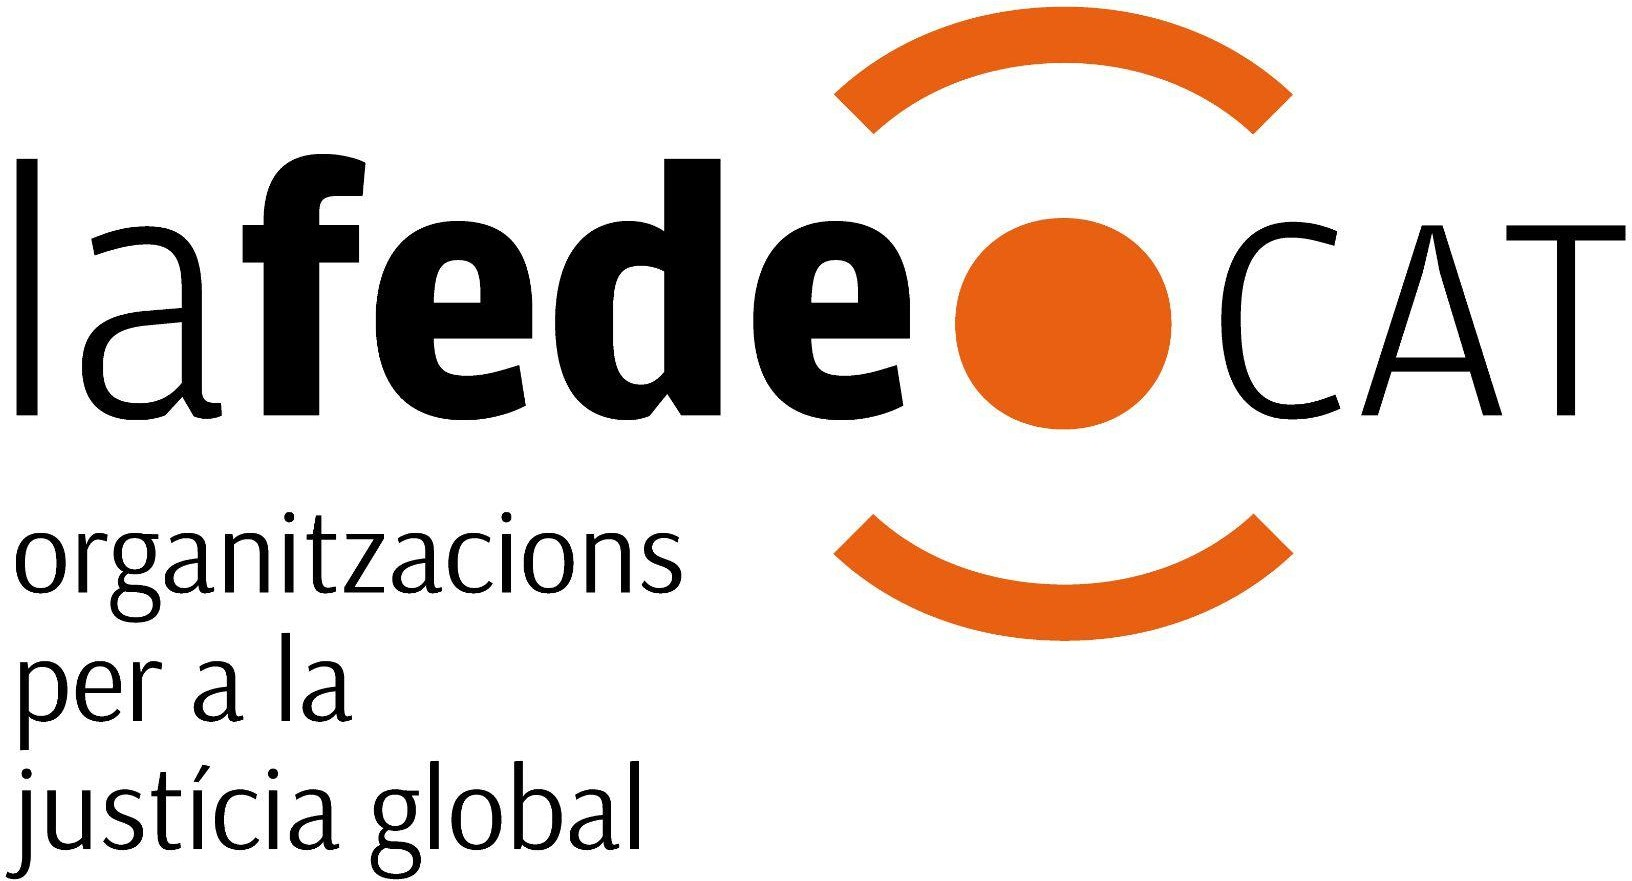 lafede.CAT
organitzacions
per a la
justícia global